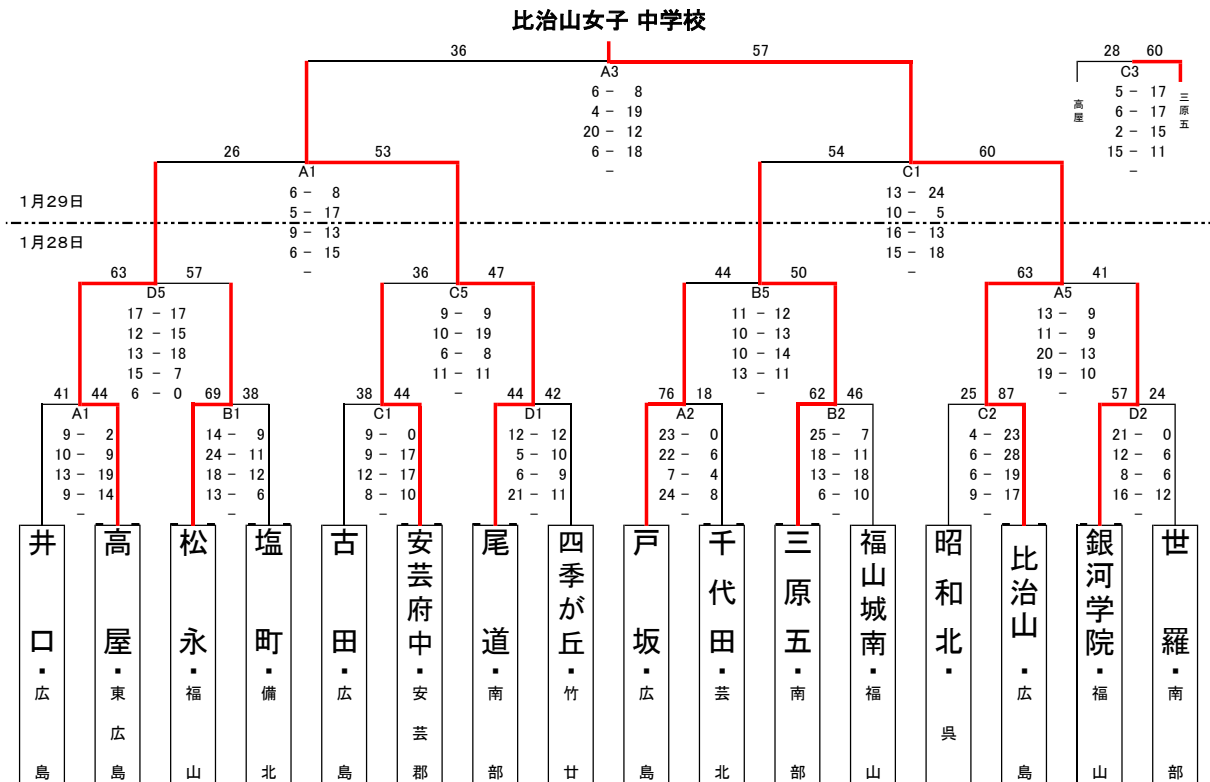 比治山女子 中学校
36 57
A3
6 - 8
4 - 19
20 - 12
6 - 18
-
28 60
C3
高屋
三原五
5 - 17
6 - 17
2 - 15
15 - 11
-
26 53
A1
6 - 8
5 - 17
9 - 13
6 - 15
-
54 60
C1
13 - 24
10 - 5
16 - 13
15 - 18
-
1月29日
1月28日
63 57
D5
17 - 17
12 - 15
13 - 18
15 - 7
6 - 0
36 47
C5
9 - 9
10 - 19
6 - 8
11 - 11
-
44 50
B5
11 - 12
10 - 13
10 - 14
13 - 11
-
63 41
A5
13 - 9
11 - 9
20 - 13
19 - 10
-
41 44
A1
9 - 2
10 - 9
13 - 19
9 - 14
-
69 38
B1
14 - 9
24 - 11
18 - 12
13 - 6
-
38 44
C1
9 - 0
9 - 17
12 - 17
8 - 10
-
44 42
D1
12 - 12
5 - 10
6 - 9
21 - 11
-
76 18
A2
23 - 0
22 - 6
7 - 4
24 - 8
-
62 46
B2
25 - 7
18 - 11
13 - 18
6 - 10
-
25 87
C2
4 - 23
6 - 28
6 - 19
9 - 17
-
57 24
D2
21 - 0
12 - 6
8 - 6
16 - 12
-
井口・広島
高屋・東広島
松永・福山
塩町・備北
古田・広島
安芸府中・安芸郡
尾道・南部
四季が丘・竹廿
戸坂・広島
千代田・芸北
三原五・南部
福山城南・福山
昭和北・呉
比治山・広島
銀河学院・福山
世羅・南部